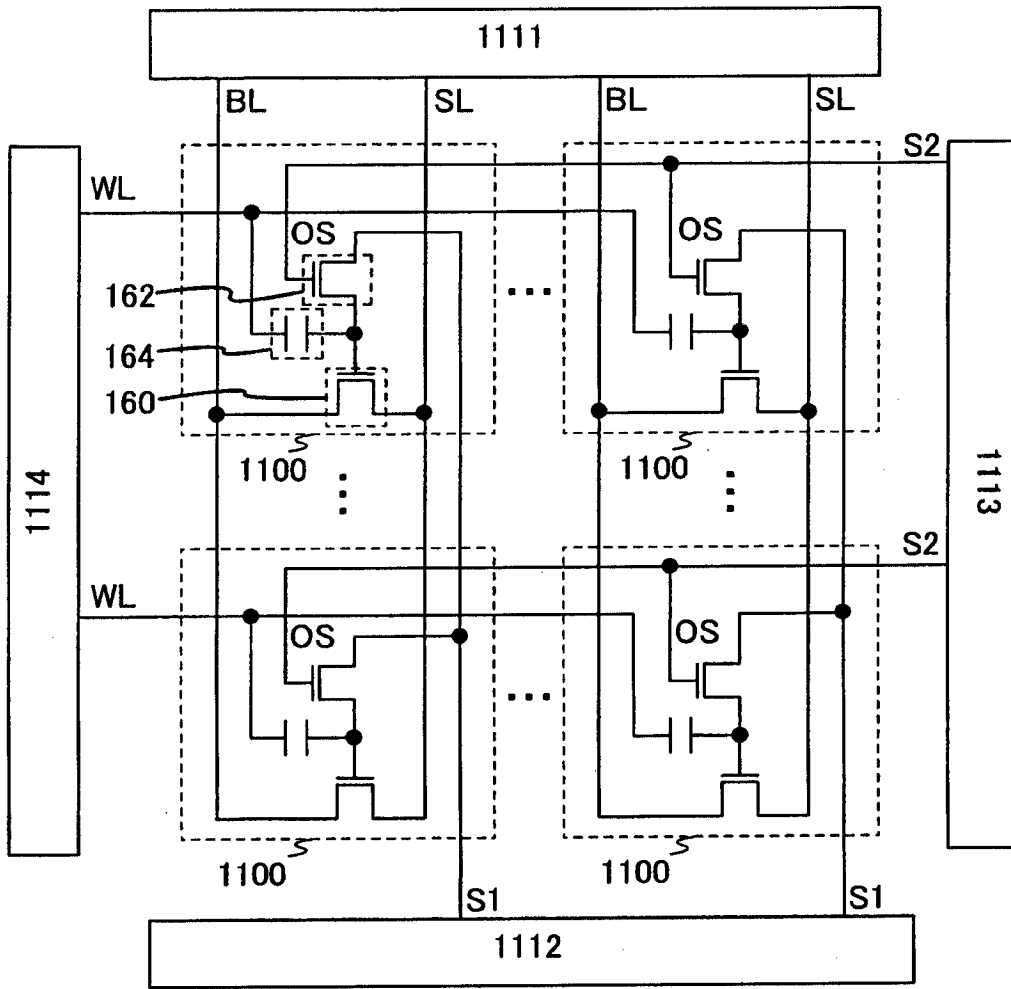 1111
BL SL BL SL
S2
WL
OS OS
162
164
160
1100 1100
1114
1113
S2
WL
OS OS
1100 1100
S1 S1
1112